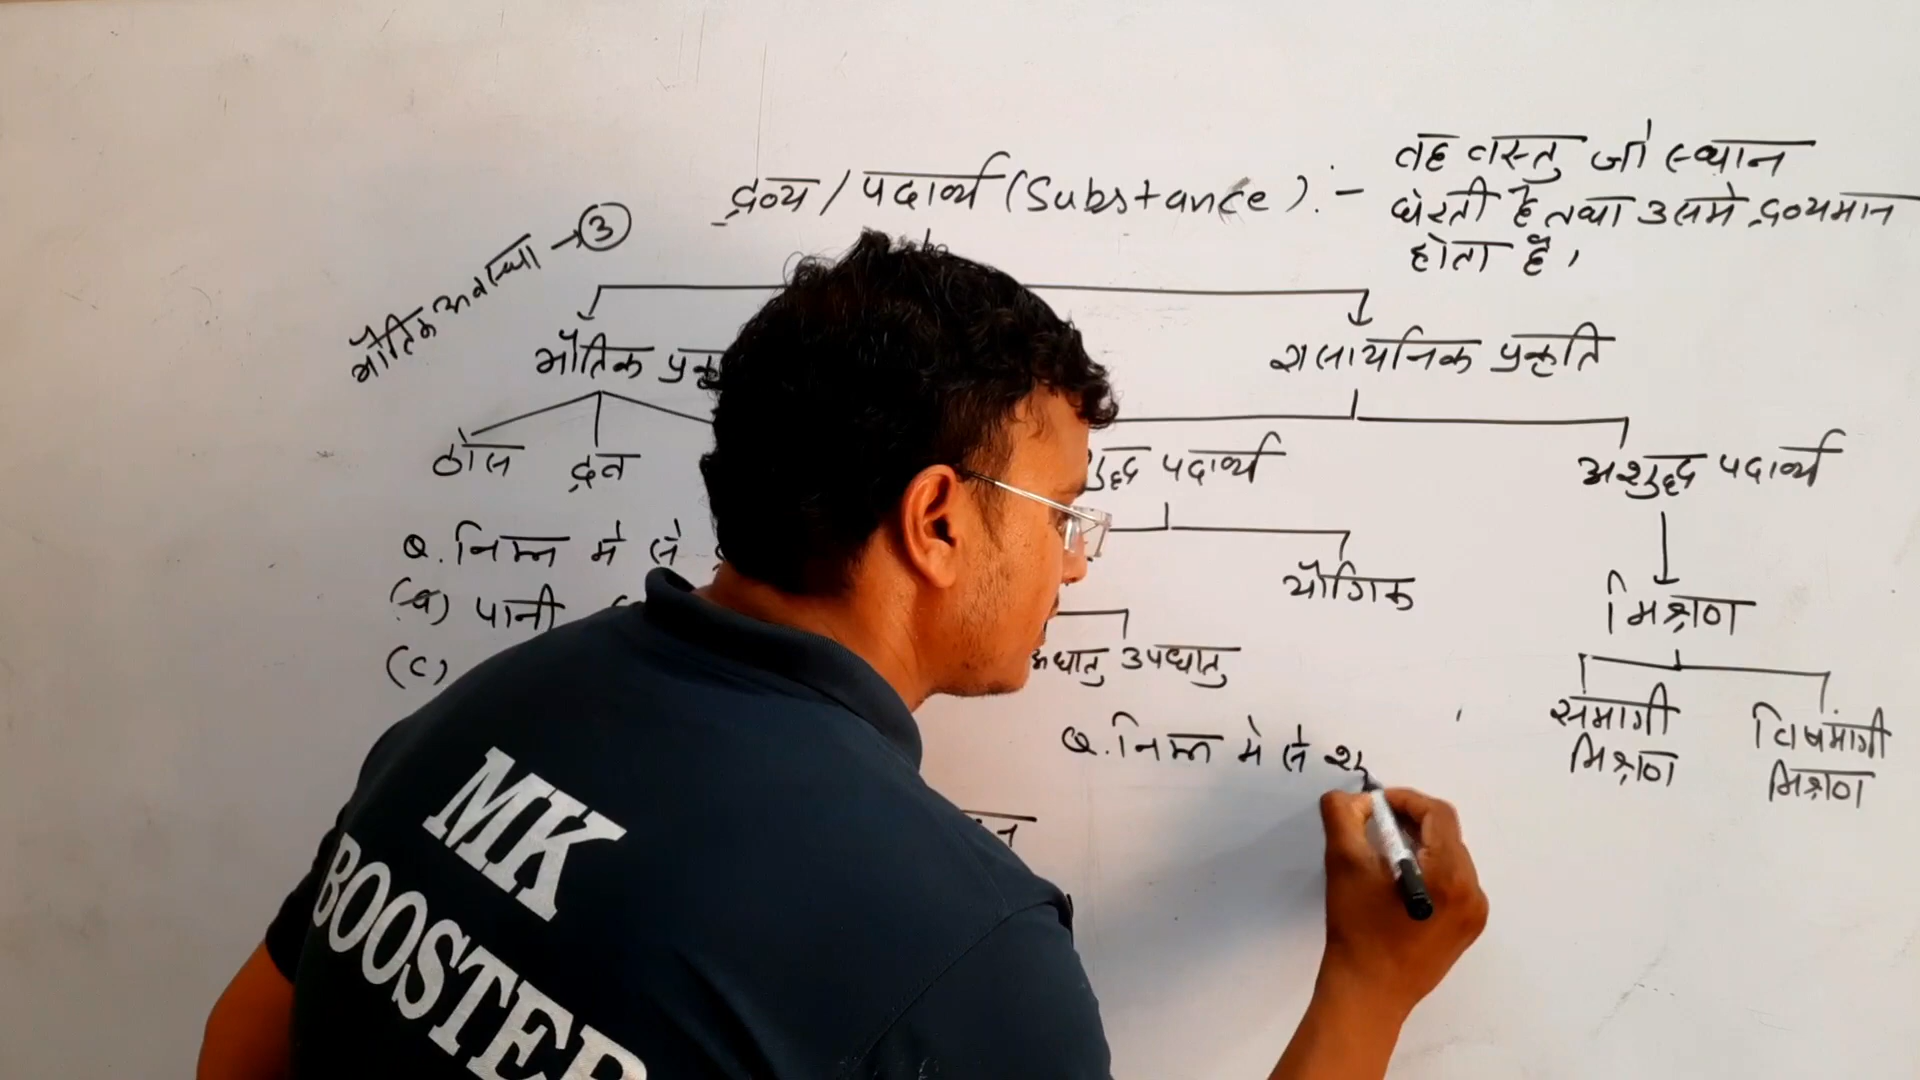 द्रव्य / पदार्थ (Substance) :- वह वस्तु जो स्थान
घेरती है तथा उसमे द्रव्यमान
होता है।
भौतिक अवस्था → 3
भौतिक
रासायनिक प्रकृति
ठोस द्रव
पदार्थ
अशुद्ध पदार्थ
Q. निम्न मे से
यौगिक
मिश्रण
(a) पानी
(c)
अधातु उपधातु
समांगी
मिश्रण
विषमांगी
मिश्रण
Q. निम्न मे से
MK
BOOSTER